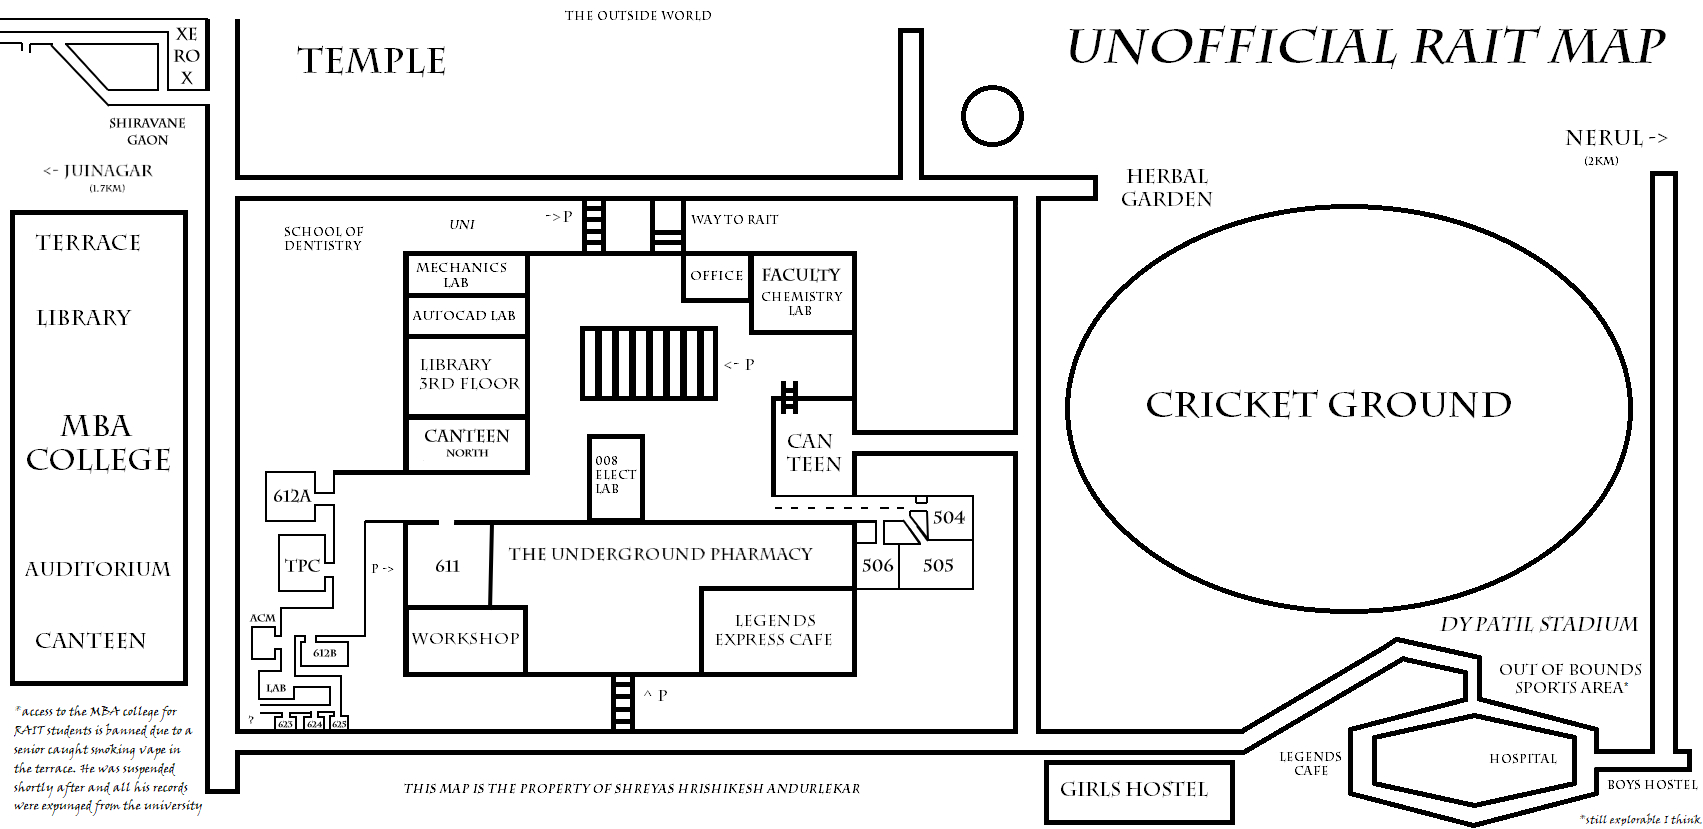 THE OUTSIDE WORLD
UNOFFICIAL RAIT MAP
XE
RO
X
TEMPLE
SHIRAVANE
GAON
<- JUINAGAR
(1.7KM)
NERUL ->
(2KM)
HERBAL
GARDEN
TERRACE
LIBRARY
MBA
COLLEGE
AUDITORIUM
CANTEEN
*access to the MBA college for
RAIT students is banned due to a
senior caught smoking vape in
the terrace. He was suspended
shortly after and all his records
were expunged from the university
SCHOOL OF
DENTISTRY
UNI
->P
WAY TO RAIT
MECHANICS
LAB
AUTOCAD LAB
LIBRARY
3RD FLOOR
CANTEEN
NORTH
OFFICE
FACULTY
CHEMISTRY
LAB
<- P
CAN
TEEN
008
ELECT
LAB
612A
TPC
P ->
611
THE UNDERGROUND PHARMACY
504
506
505
WORKSHOP
LEGENDS
EXPRESS CAFE
ACM
612B
LAB
?
623
624
625
^ P
CRICKET GROUND
DY PATIL STADIUM
OUT OF BOUNDS
SPORTS AREA*
LEGENDS
CAFE
HOSPITAL
BOYS HOSTEL
GIRLS HOSTEL
THIS MAP IS THE PROPERTY OF SHREYAS HRISHIKESH ANDURLEKAR
*still explorable I think